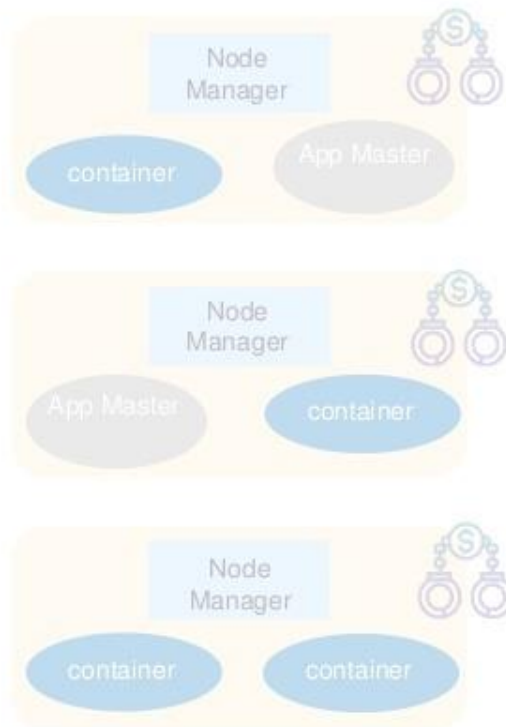 Node
Manager
container
App Master
Node
Manager
App Master
container
Node
Manager
container
container